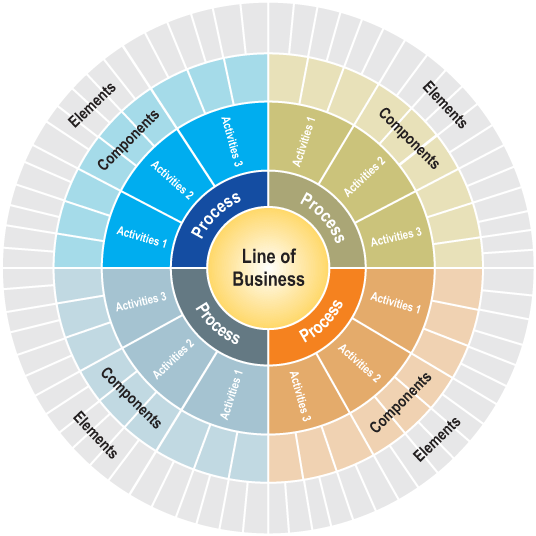 Elements
Components
Activities 1
Activities 2
Activities 3
Process
Elements
Components
Activities 1
Activities 2
Activities 3
Process
Line of
Business
Process
Activities 1
Activities 2
Activities 3
Components
Elements
Process
Activities 1
Activities 2
Activities 3
Components
Elements